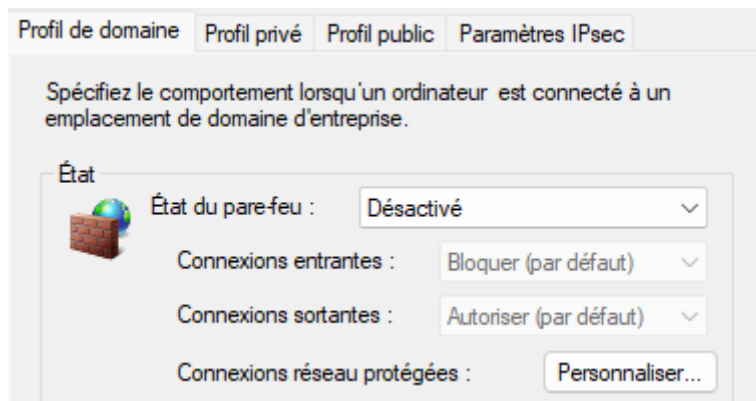 Profil de domaine Profil privé Profil public Paramètres IPsec
Spécifiez le comportement lorsqu'un ordinateur est connecté à un
emplacement de domaine d'entreprise.
État
État du pare-feu : Désactivé
Connexions entrantes : Bloquer (par défaut)
Connexions sortantes : Autoriser (par défaut)
Connexions réseau protégées : Personnaliser...